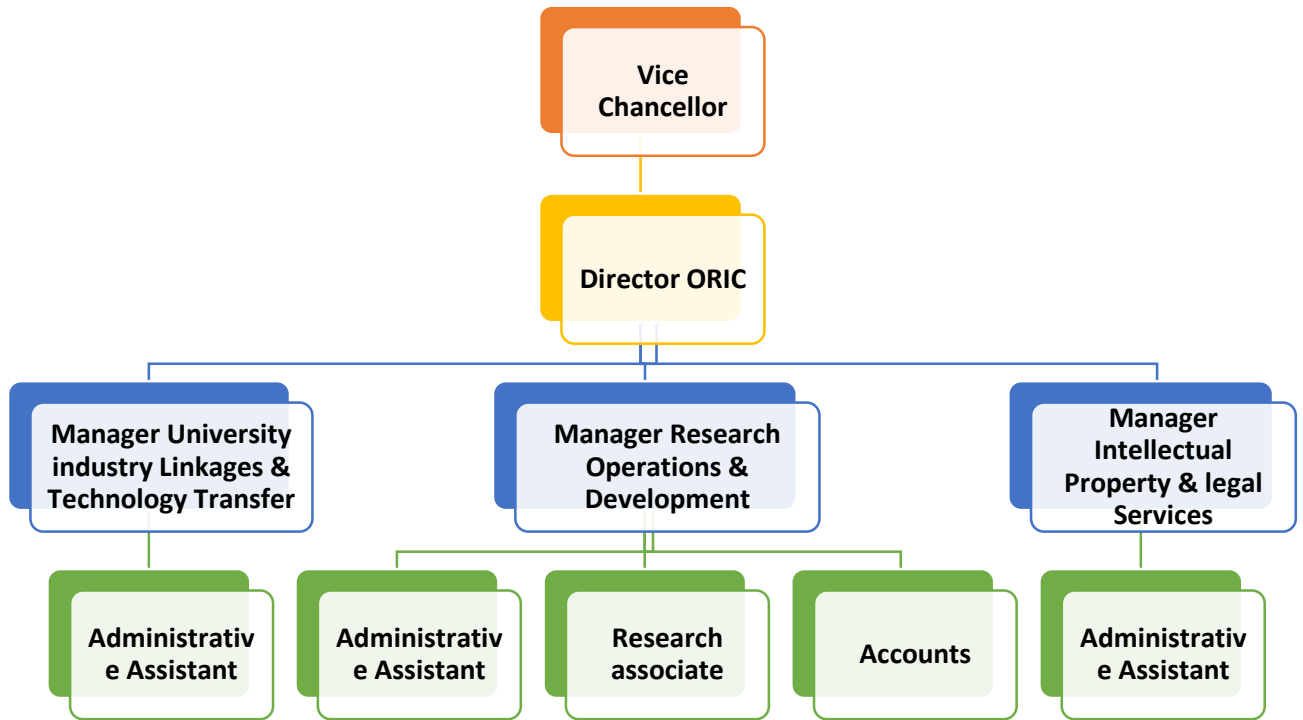 Vice
Chancellor
Director ORIC
Manager University
industry Linkages &
Technology Transfer
Manager Research
Operations &
Development
Manager
Intellectual
Property & legal
Services
Administrativ
e Assistant
Administrativ
e Assistant
Research
associate
Accounts
Administrativ
e Assistant